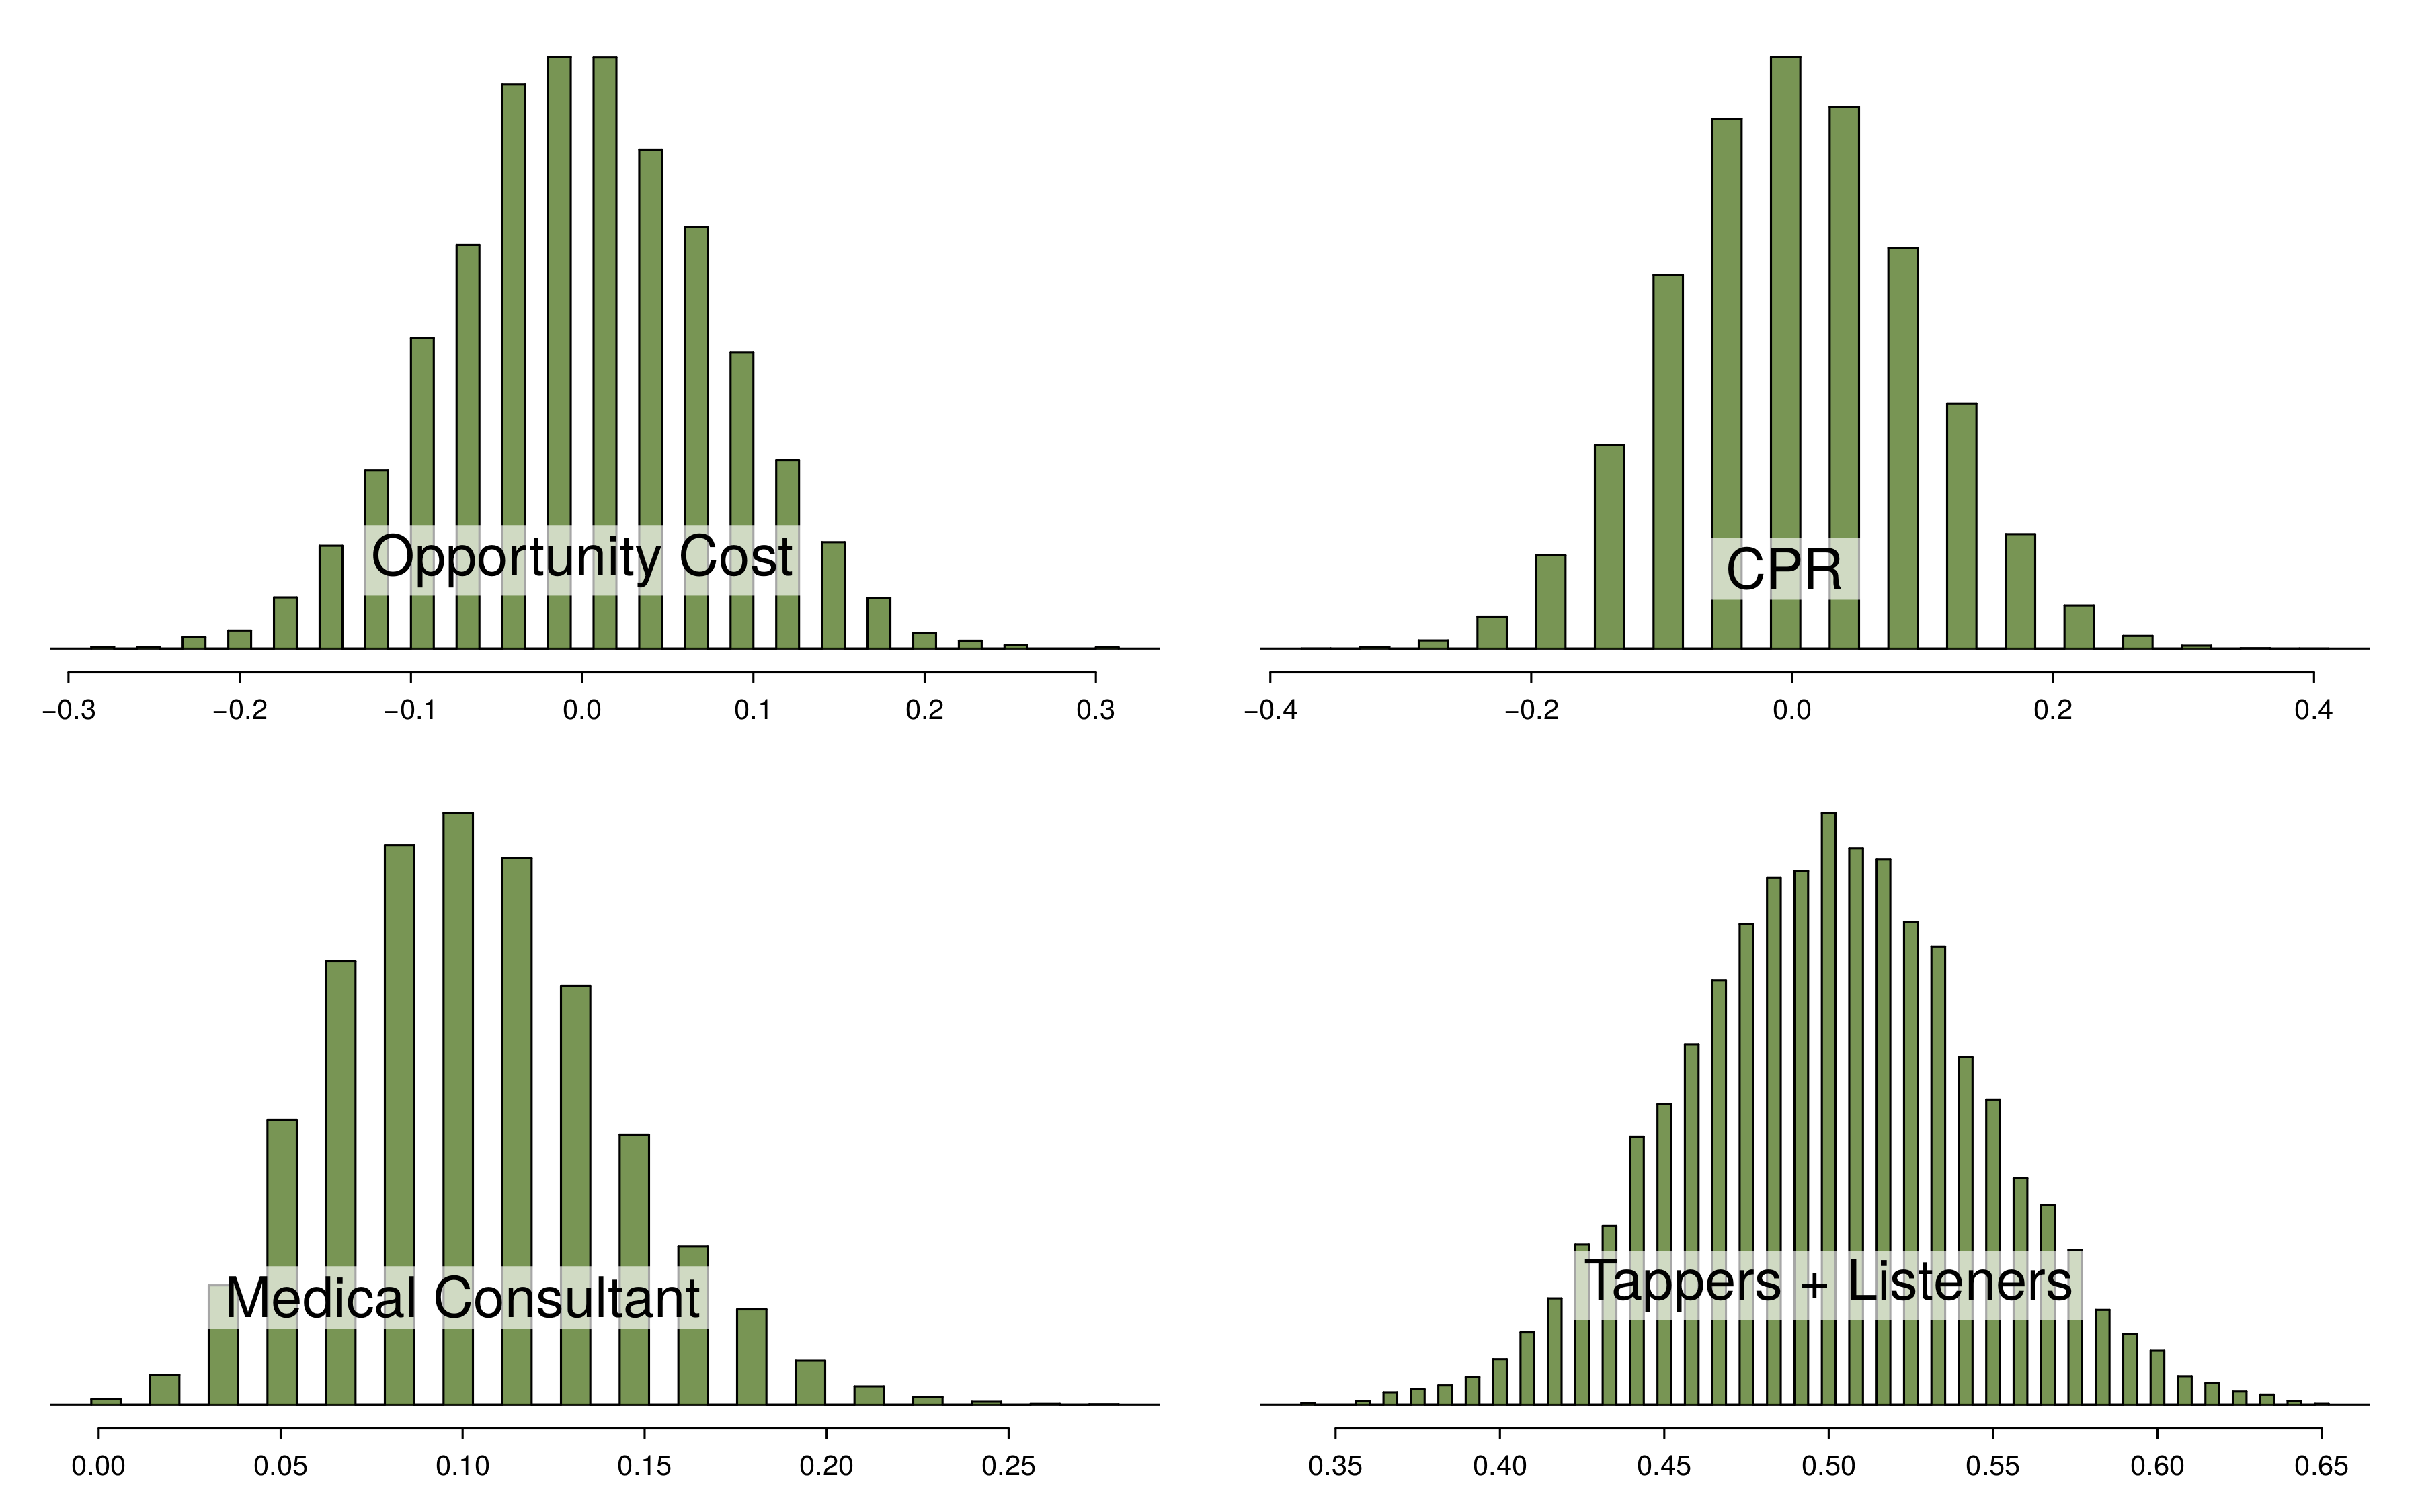 Opportunity Cost
−0.3 −0.2 −0.1 0.0 0.1 0.2 0.3
CPR
−0.4 −0.2 0.0 0.2 0.4
Medical Consultant
0.00 0.05 0.10 0.15 0.20 0.25
Tappers + Listeners
0.35 0.40 0.45 0.50 0.55 0.60 0.65